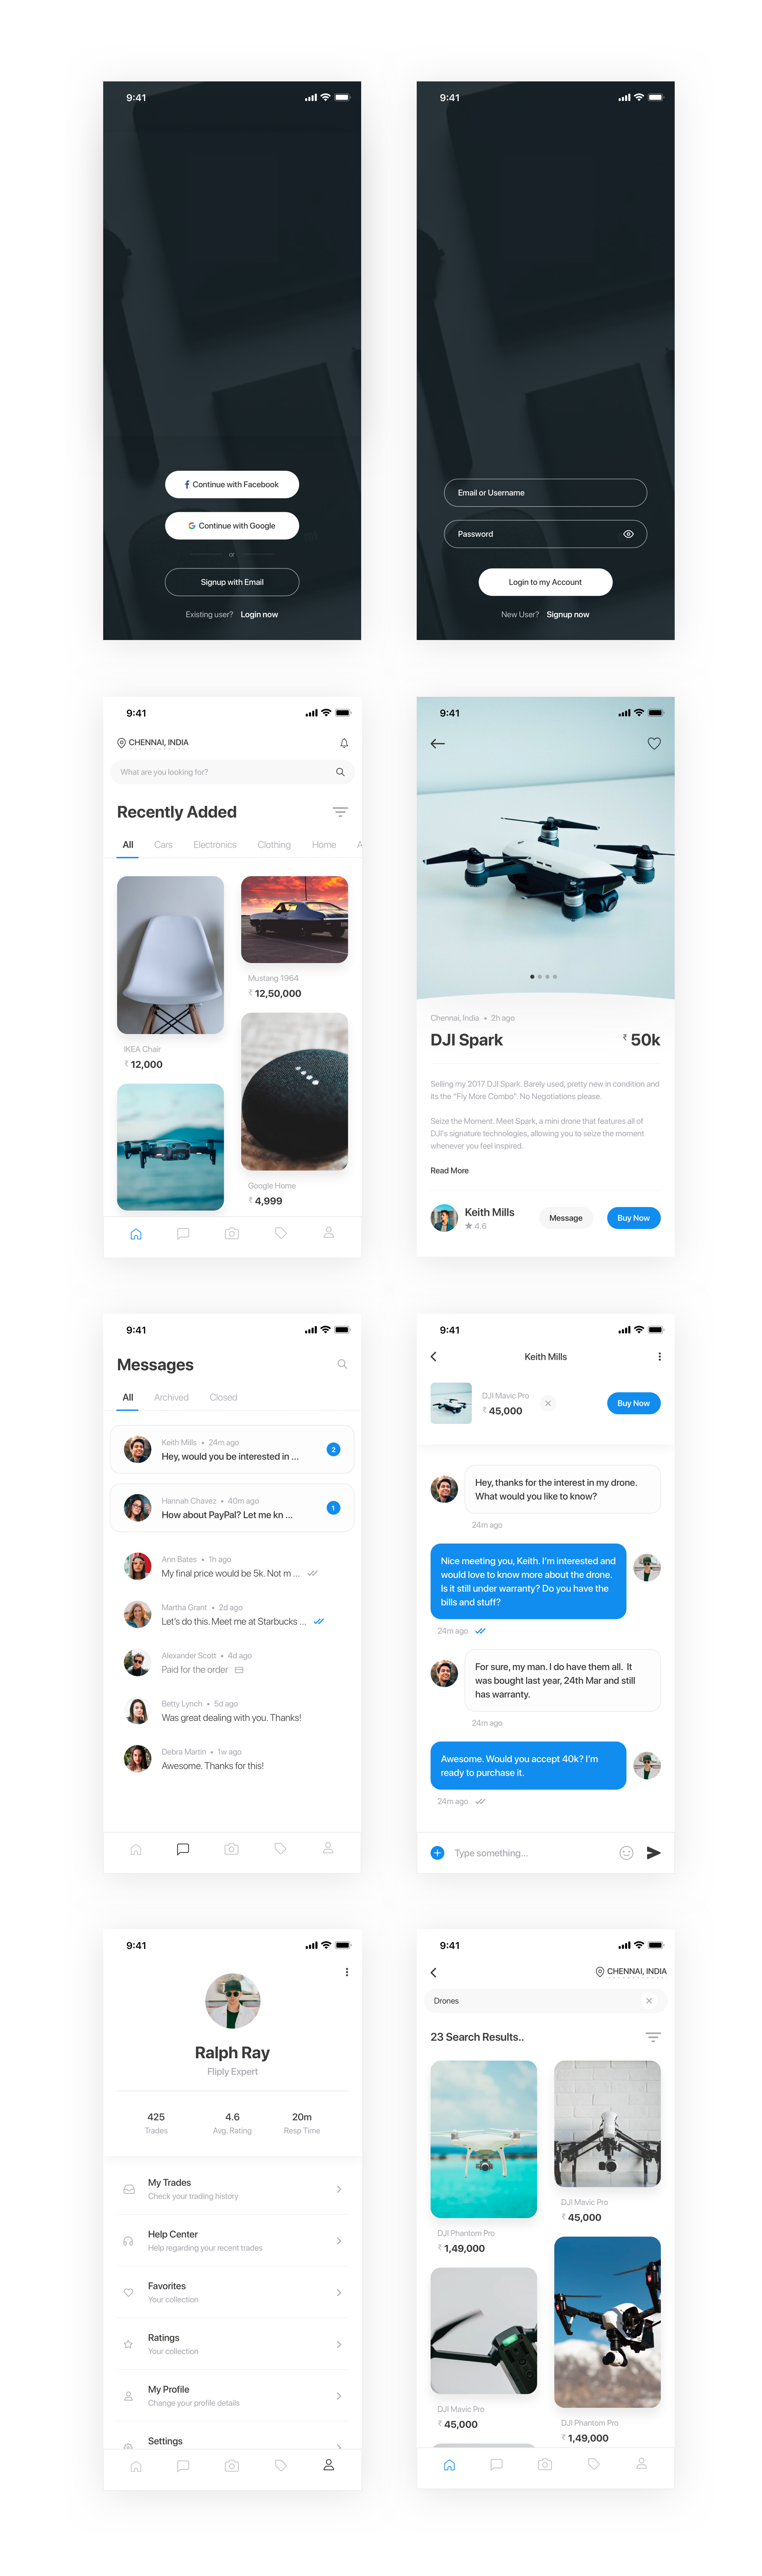 9:41
Continue with Facebook
Continue with Google
or
Signup with Email
Existing user? Login now
9:41
Email or Username
Password
Login to my Account
New User? Signup now
9:41
CHENNAI, INDIA
What are you looking for?
Recently Added
All Cars Electronics Clothing Home A
IKEA Chair
₹ 12,000
Mustang 1964
₹ 12,50,000
Google Home
₹ 4,999
9:41
Chennai, India • 2h ago
DJI Spark ₹ 50k
Selling my 2017 DJI Spark. Barely used, pretty new in condition and
its the "Fly More Combo". No Negotiations please.
Seize the Moment. Meet Spark, a mini drone that features all of
DJI's signature technologies, allowing you to seize the moment
whenever you feel inspired.
Read More
Keith Mills
4.6
Message
Buy Now
9:41
Messages
All Archived Closed
Keith Mills • 24m ago
Hey, would you be interested in ...
2
Hannah Chavez • 40m ago
How about PayPal? Let me kn ...
1
Ann Bates • 1h ago
My final price would be 5k. Not m ...
Martha Grant • 2d ago
Let's do this. Meet me at Starbucks ...
Alexander Scott • 4d ago
Paid for the order
Betty Lynch • 5d ago
Was great dealing with you. Thanks!
Debra Martin • 1w ago
Awesome. Thanks for this!
9:41
Keith Mills
DJI Mavic Pro
₹ 45,000
Buy Now
Hey, thanks for the interest in my drone.
What would you like to know?
24m ago
Nice meeting you, Keith. I'm interested and
would love to know more about the drone.
Is it still under warranty? Do you have the
bills and stuff?
24m ago
For sure, my man. I do have them all. It
was bought last year, 24th Mar and still
has warranty.
24m ago
Awesome. Would you accept 40k? I'm
ready to purchase it.
24m ago
Type something...
9:41
Ralph Ray
Fliply Expert
425 4.6 20m
Trades Avg. Rating Resp Time
My Trades
Check your trading history
Help Center
Help regarding your recent trades
Favorites
Your collection
Ratings
Your collection
My Profile
Change your profile details
Settings
9:41
CHENNAI, INDIA
Drones
23 Search Results..
DJI Phantom Pro
₹ 1,49,000
DJI Mavic Pro
₹ 45,000
DJI Mavic Pro
₹ 45,000
DJI Phantom Pro
₹ 1,49,000